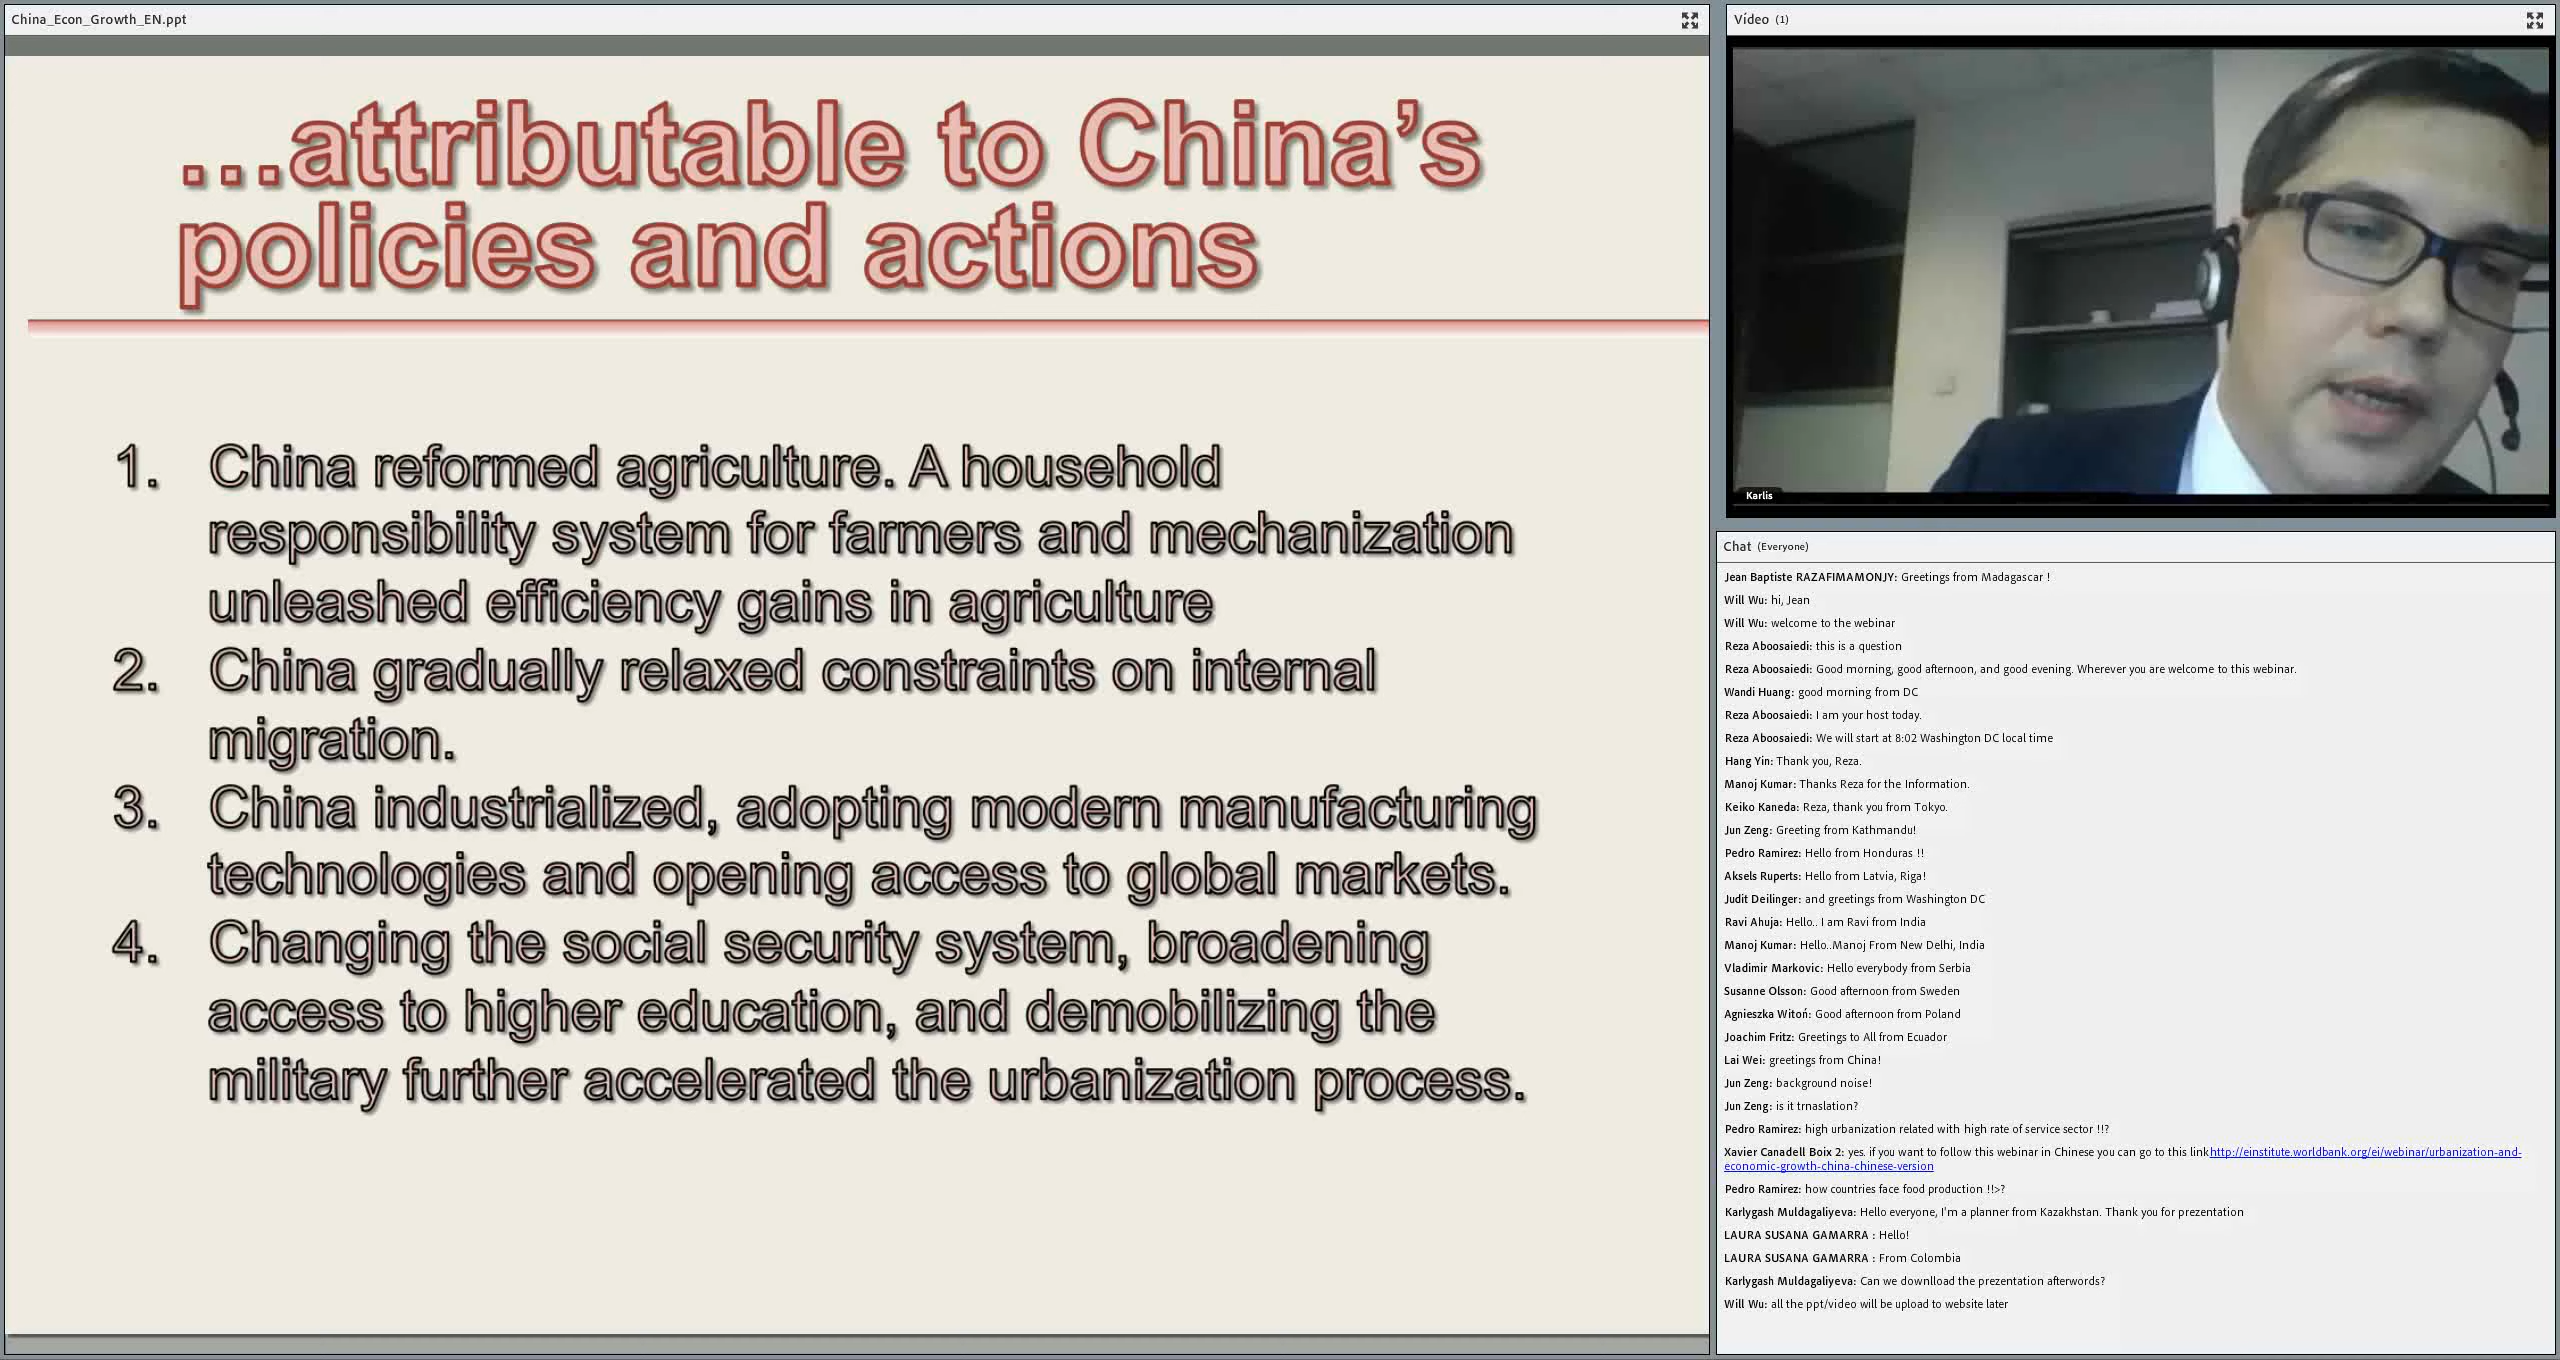 China_Econ_Growth_EN.ppt
...attributable to China’s
policies and actions
1. China reformed agriculture. A household
responsibility system for farmers and mechanization
unleashed efficiency gains in agriculture
2. China gradually relaxed constraints on internal
migration.
3. China industrialized, adopting modern manufacturing
technologies and opening access to global markets.
4. Changing the social security system, broadening
access to higher education, and demobilizing the
military further accelerated the urbanization process.
Vídeo (1)
Karlis
Chat (Everyone)
Jean Baptiste RAZAFIMAMONJY: Greetings from Madagascar !
Will Wu: hi, Jean
Will Wu: welcome to the webinar
Reza Aboosaiedi: this is a question
Reza Aboosaiedi: Good morning, good afternoon, and good evening. Wherever you are welcome to this webinar.
Wandi Huang: good morning from DC
Reza Aboosaiedi: I am your host today.
Reza Aboosaiedi: We will start at 8:02 Washington DC local time
Hang Yin: Thank you, Reza.
Manoj Kumar: Thanks Reza for the Information.
Keiko Kaneda: Reza, thank you from Tokyo.
Jun Zeng: Greeting from Kathmandu!
Pedro Ramirez: Hello from Honduras !!
Aksels Ruperts: Hello from Latvia, Riga!
Judit Deilinger: and greetings from Washington DC
Ravi Ahuja: Hello.. I am Ravi from India
Manoj Kumar: Hello..Manoj From New Delhi, India
Vladimir Markovic: Hello everybody from Serbia
Susanne Olsson: Good afternoon from Sweden
Agnieszka Witoń: Good afternoon from Poland
Joachim Fritz: Greetings to All from Ecuador
Lai Wei: greetings from China!
Jun Zeng: background noise!
Jun Zeng: is it trnaslation?
Pedro Ramirez: high urbanization related with high rate of service sector !!?
Xavier Canadell Boix 2: yes. if you want to follow this webinar in Chinese you can go to this linkhttp://einstitute.worldbank.org/ei/webinar/urbanization-and-
economic-growth-china-chinese-version
Pedro Ramirez: how countries face food production !!>?
Karlygash Muldagaliyeva: Hello everyone, I'm a planner from Kazakhstan. Thank you for prezentation
LAURA SUSANA GAMARRA : Hello!
LAURA SUSANA GAMARRA : From Colombia
Karlygash Muldagaliyeva: Can we downlload the prezentation afterwords?
Will Wu: all the ppt/video will be upload to website later